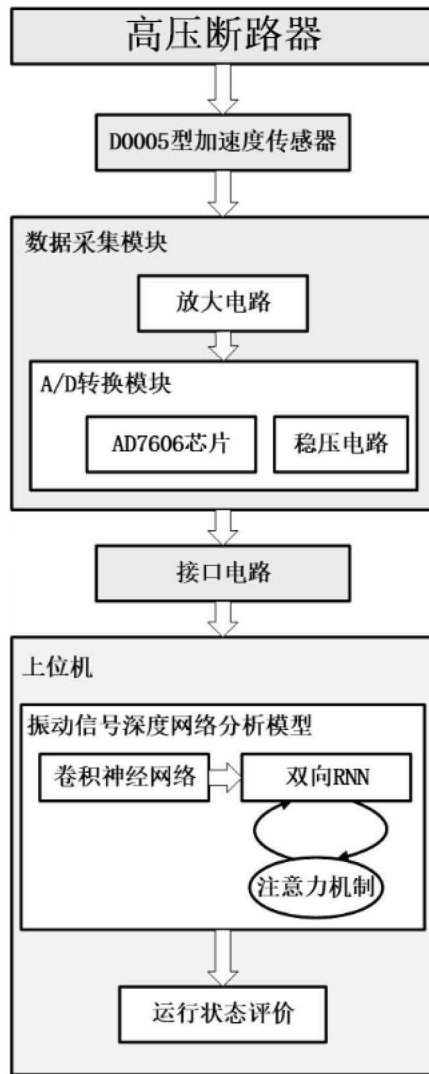 高压断路器
D0005型加速度传感器
数据采集模块
放大电路
A/D转换模块
AD7606芯片
稳压电路
接口电路
上位机
振动信号深度网络分析模型
卷积神经网络
双向RNN
注意力机制
运行状态评价